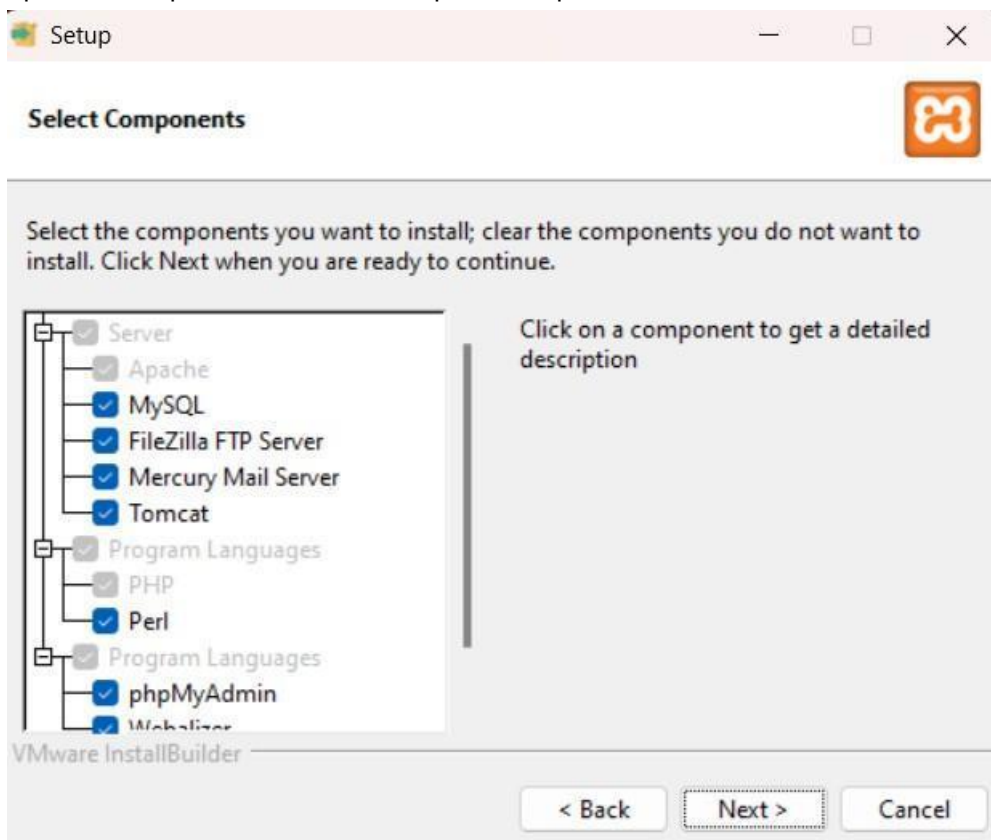 Setup
Select Components
Select the components you want to install; clear the components you do not want to
install. Click Next when you are ready to continue.
Server
Apache
MySQL
FileZilla FTP Server
Mercury Mail Server
Tomcat
Program Languages
PHP
Perl
Program Languages
phpMyAdmin
Webalizer
Click on a component to get a detailed
description
VMware InstallBuilder
< Back
Next >
Cancel